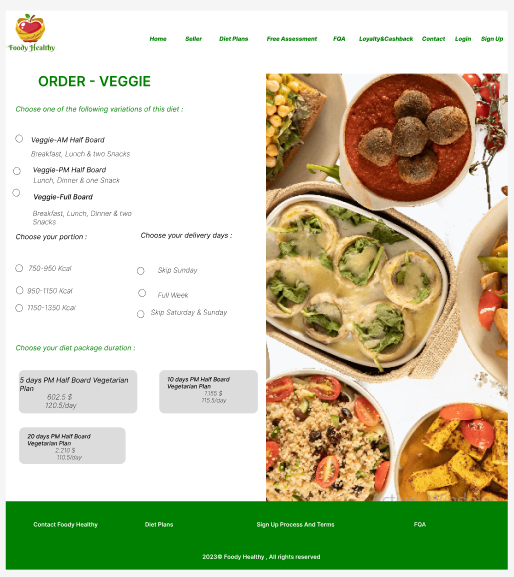 Foody Healthy
Home Seller Diet Plans Free Assessment FQA Loyalty&Cashback Contact Login Sign Up
ORDER - VEGGIE
Choose one of the following variations of this diet :
Veggie-AM Half Board
Breakfast, Lunch & two Snacks
Veggie-PM Half Board
Lunch, Dinner & one Snack
Veggie-Full Board
Breakfast, Lunch, Dinner & two
Snacks
Choose your portion :
750-950 Kcal
950-1150 Kcal
1150-1350 Kcal
Choose your delivery days :
Skip Sunday
Full Week
Skip Saturday & Sunday
Choose your diet package duration :
5 days PM Half Board Vegetarian
Plan
602.5 $
120.5/day
10 days PM Half Board
Vegetarian Plan
1155 $
115.5/day
20 days PM Half Board
Vegetarian Plan
2,210 $
110.5/day
Contact Foody Healthy Diet Plans Sign Up Process And Terms FQA
2023© Foody Healthy , All rights reserved